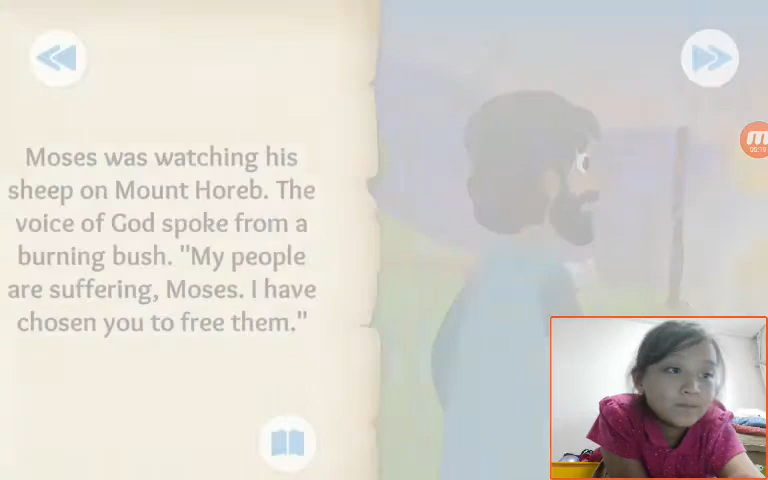 Moses was watching his
sheep on Mount Horeb. The
voice of God spoke from a
burning bush. "My people
are suffering, Moses. I have
chosen you to free them."